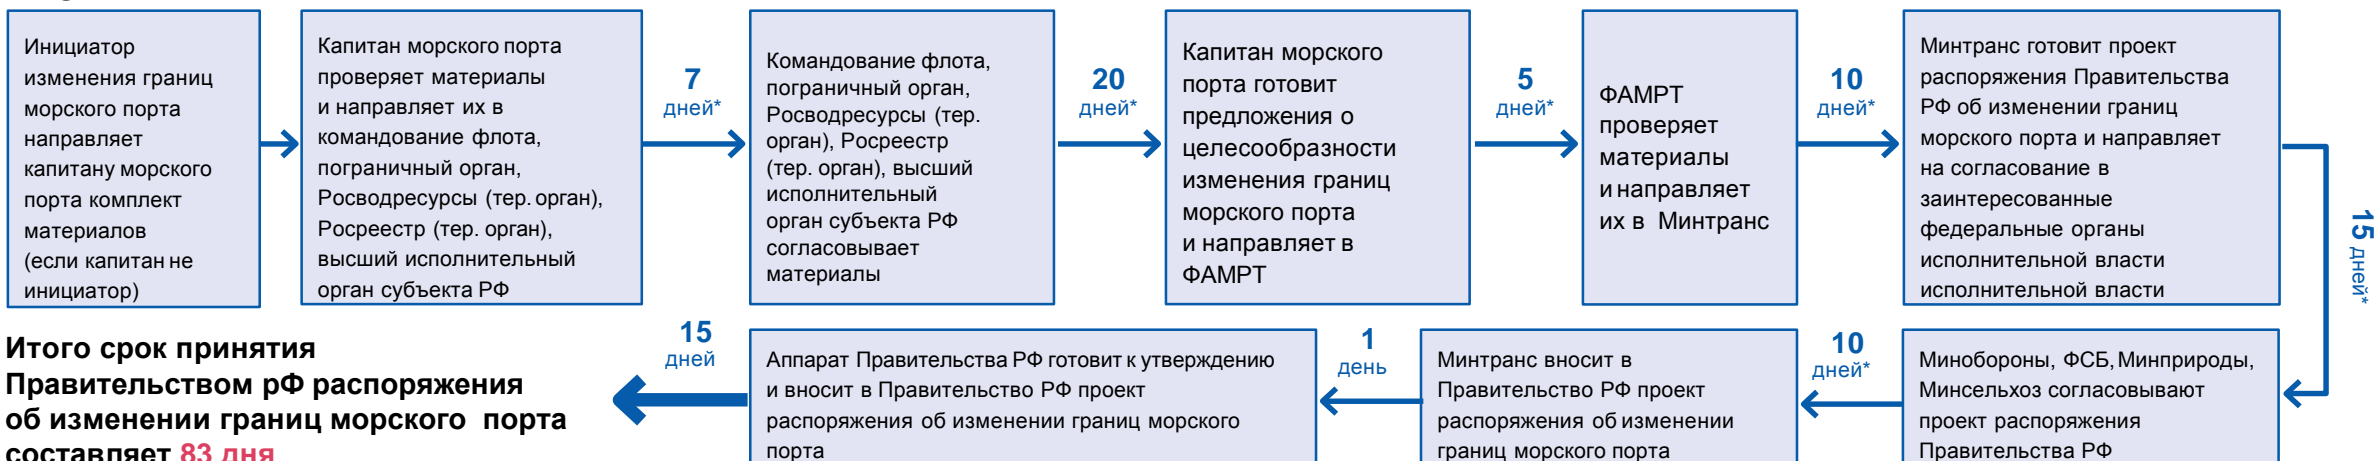 Инициатор
изменения границ
морского порта
направляет
капитану морского
порта комплект
материалов
(если капитан не
инициатор)
Капитан морского порта
проверяет материалы
и направляет их в
командование флота,
пограничный орган,
Росводресурсы (тер. орган),
Росреестр (тер. орган),
высший исполнительный
орган субъекта РФ
7
дней*
Командование флота,
пограничный орган,
Росводресурсы (тер.
орган), Росреестр
(тер. орган), высший
исполнительный
орган субъекта РФ
согласовывает
материалы
20
дней*
Капитан морского
порта готовит
предложения о
целесообразности
изменения границ
морского порта
и направляет в
ФАМРТ
5
дней*
ФАМРТ
проверяет
материалы
и направляет
их в Минтранс
10
дней*
Минтранс готовит проект
распоряжения Правительства
РФ об изменении границ
морского порта и направляет
на согласование в
заинтересованные
федеральные органы
исполнительной власти
исполнительной власти
15 дней*
Минобороны, ФСБ, Минприроды,
Минсельхоз согласовывают
проект распоряжения
Правительства РФ
10
дней*
Минтранс вносит в
Правительство РФ проект
распоряжения об изменении
границ морского порта
1
день
Аппарат Правительства РФ готовит к утверждению
и вносит в Правительство РФ проект
распоряжения об изменении границ морского
порта
15
дней
Итого срок принятия
Правительством рФ распоряжения
об изменении границ морского порта
составляет 83 дня